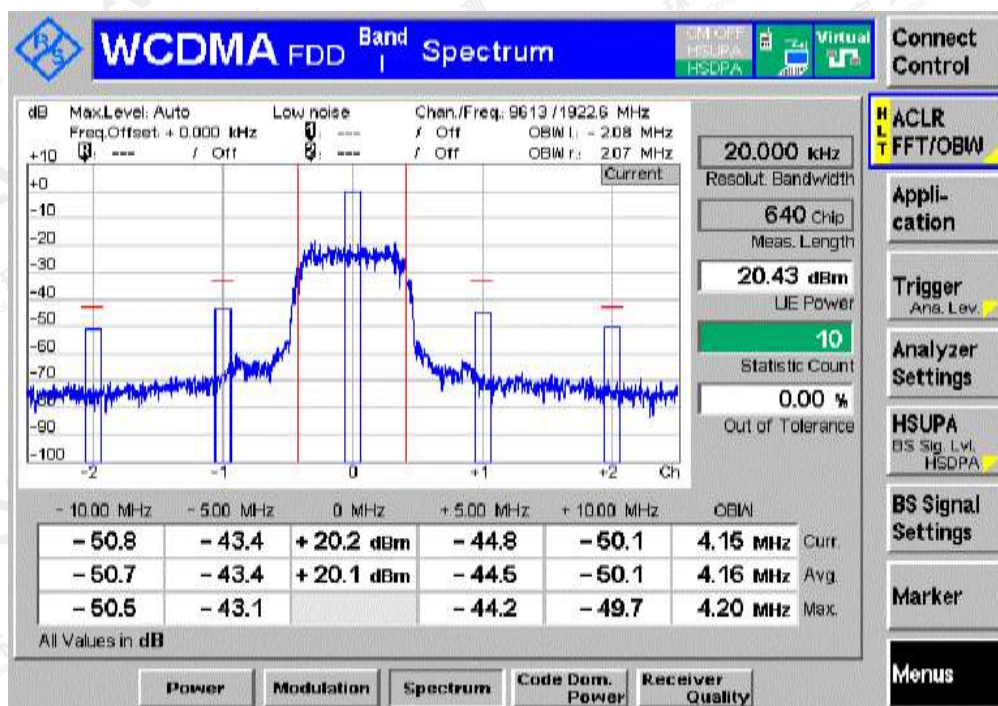 R&S
WCDMA FDD Band I Spectrum
CM OFF
HSUPA
HSDPA
Virtual
Connect Control
dB Max.Level: Auto Low noise Chan./Freq.: 9613 / 1922.6 MHz
Freq.Offset: + 0.000 kHz 1: --- / Off OBW l.: - 2.08 MHz
R: --- / Off 2: --- / Off OBW r.: 2.07 MHz
Current
+10
+0
-10
-20
-30
-40
-50
-60
-70
-80
-90
-100
-2 -1 0 +1 +2 Ch
20.000 kHz
Resolut. Bandwidth
640 Chip
Meas. Length
20.43 dBm
UE Power
10
Statistic Count
0.00 %
Out of Tolerance
- 10.00 MHz - 5.00 MHz 0 MHz + 5.00 MHz + 10.00 MHz OBW
- 50.8 - 43.4 + 20.2 dBm - 44.8 - 50.1 4.15 MHz Curr.
- 50.7 - 43.4 + 20.1 dBm - 44.5 - 50.1 4.16 MHz Avg.
- 50.5 - 43.1 - 44.2 - 49.7 4.20 MHz Max.
All Values in dB
HLT
ACLR
FFT/OBW
Appli-
cation
Trigger
Ana. Lev.
Analyzer
Settings
HSUPA
BS Sig. Lvl.
HSDPA
BS Signal
Settings
Marker
Menus
Power
Modulation
Spectrum
Code Dom.
Power
Receiver
Quality